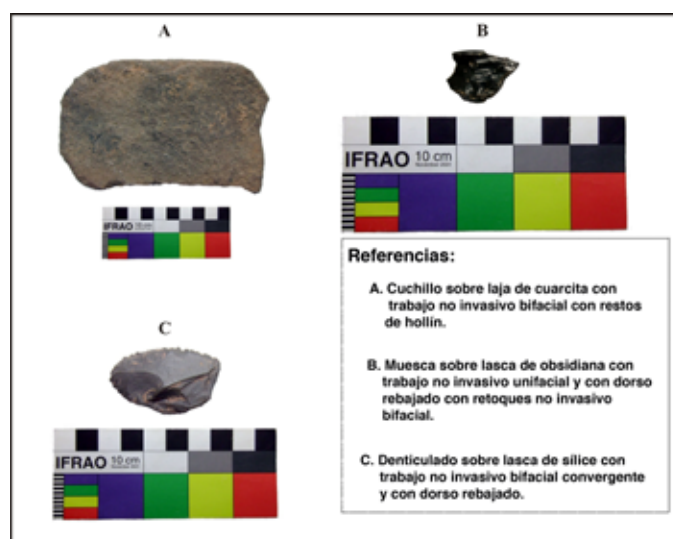 A
B
IFRAO 10 cm
IFRAO
Referencias:
A. Cuchillo sobre laja de cuarcita con
trabajo no invasivo bifacial con restos
de hollín.
C
B. Muesca sobre lasca de obsidiana con
trabajo no invasivo unifacial y con dorso
rebajado con retoques no invasivo
bifacial.
IFRAO 10 cm
C. Denticulado sobre lasca de sílice con
trabajo no invasivo bifacial convergente
y con dorso rebajado.